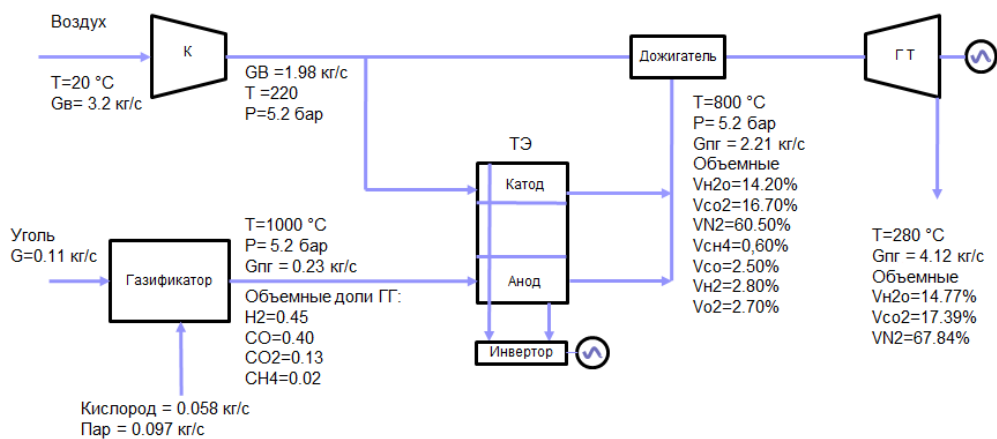 Воздух
К
T=20 °C
Gв= 3.2 кг/с
GВ =1.98 кг/с
T =220
P=5.2 бар
Дожигатель
Г Т
T=800 °C
P= 5.2 бар
Gпг = 2.21 кг/с
Объемные
Vн2о=14.20%
Vсо2=16.70%
VN2=60.50%
Vсн4=0,60%
Vсо=2.50%
Vн2=2.80%
Vо2=2.70%
ТЭ
Катод
Анод
Инвертор
Уголь
G=0.11 кг/с
Газификатор
T=1000 °C
P= 5.2 бар
Gпг = 0.23 кг/с
Объемные доли ГГ:
H2=0.45
CO=0.40
CO2=0.13
CH4=0.02
Кислород = 0.058 кг/с
Пар = 0.097 кг/с
T=280 °C
Gпг = 4.12 кг/с
Объемные
Vн2о=14.77%
Vсо2=17.39%
VN2=67.84%